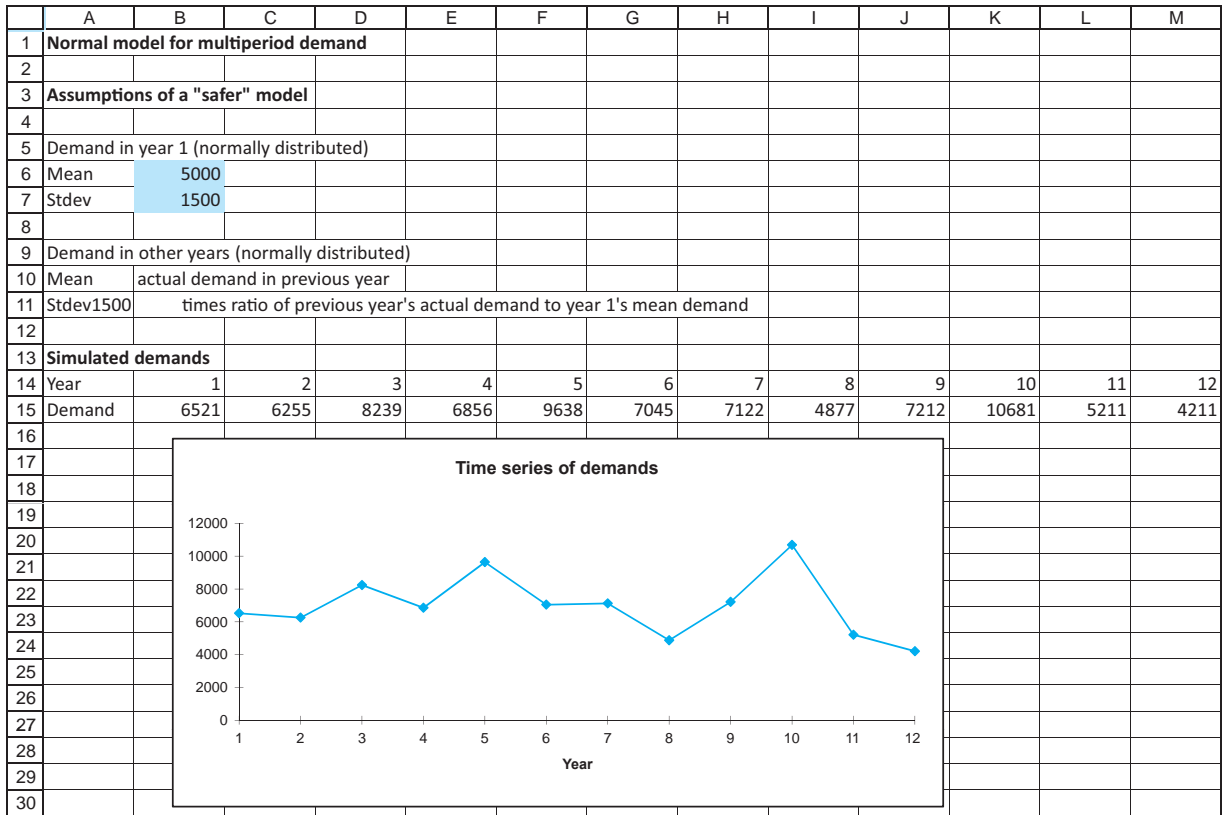 A B C D E F G H I J K L M
1 Normal model for multiperiod demand
2
3 Assumptions of a "safer" model
4
5 Demand in year 1 (normally distributed)
6 Mean 5000
7 Stdev 1500
8
9 Demand in other years (normally distributed)
10 Mean actual demand in previous year
11 Stdev1500 times ratio of previous year's actual demand to year 1's mean demand
12
13 Simulated demands
14 Year 1 2 3 4 5 6 7 8 9 10 11 12
15 Demand 6521 6255 8239 6856 9638 7045 7122 4877 7212 10681 5211 4211
16
17
18
19
20
21
22
23
24
25
26
27
28
29
30
Time series of demands
12000
10000
8000
6000
4000
2000
0
1 2 3 4 5 6 7 8 9 10 11 12
Year